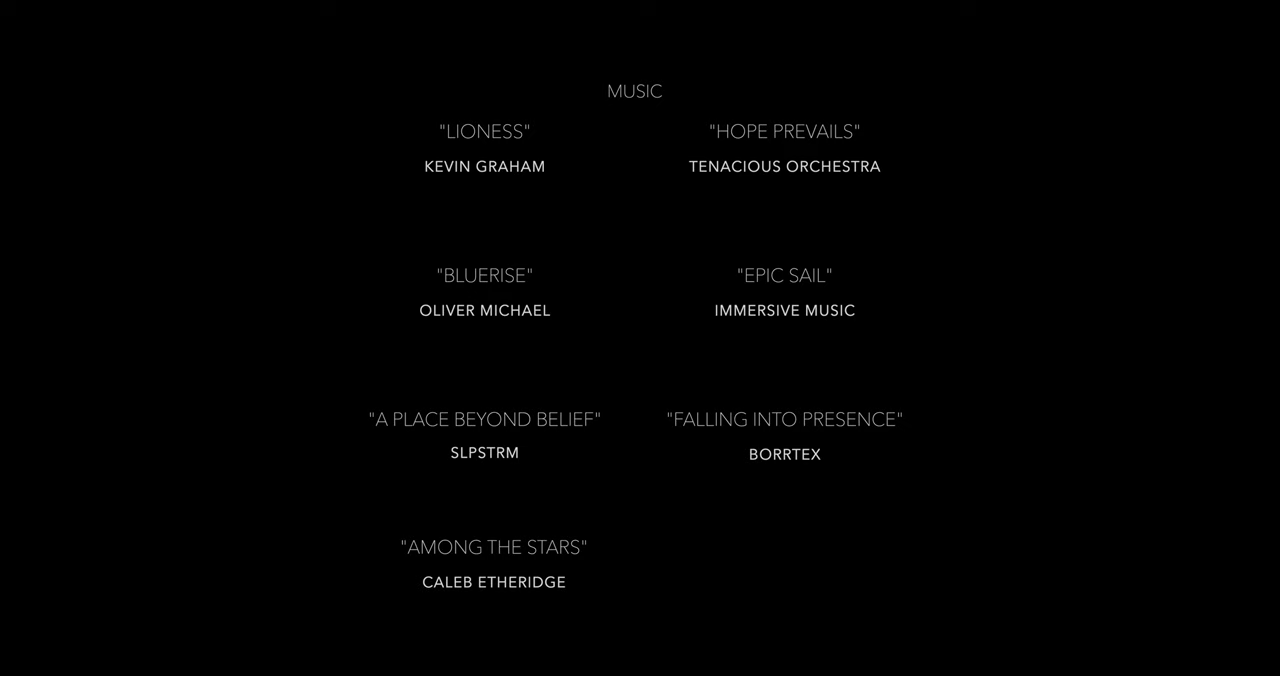 MUSIC
"LIONESS"
KEVIN GRAHAM
"HOPE PREVAILS"
TENACIOUS ORCHESTRA
"BLUERISE"
OLIVER MICHAEL
"EPIC SAIL"
IMMERSIVE MUSIC
"A PLACE BEYOND BELIEF"
SLPSTRM
"FALLING INTO PRESENCE"
BORRTEX
"AMONG THE STARS"
CALEB ETHERIDGE